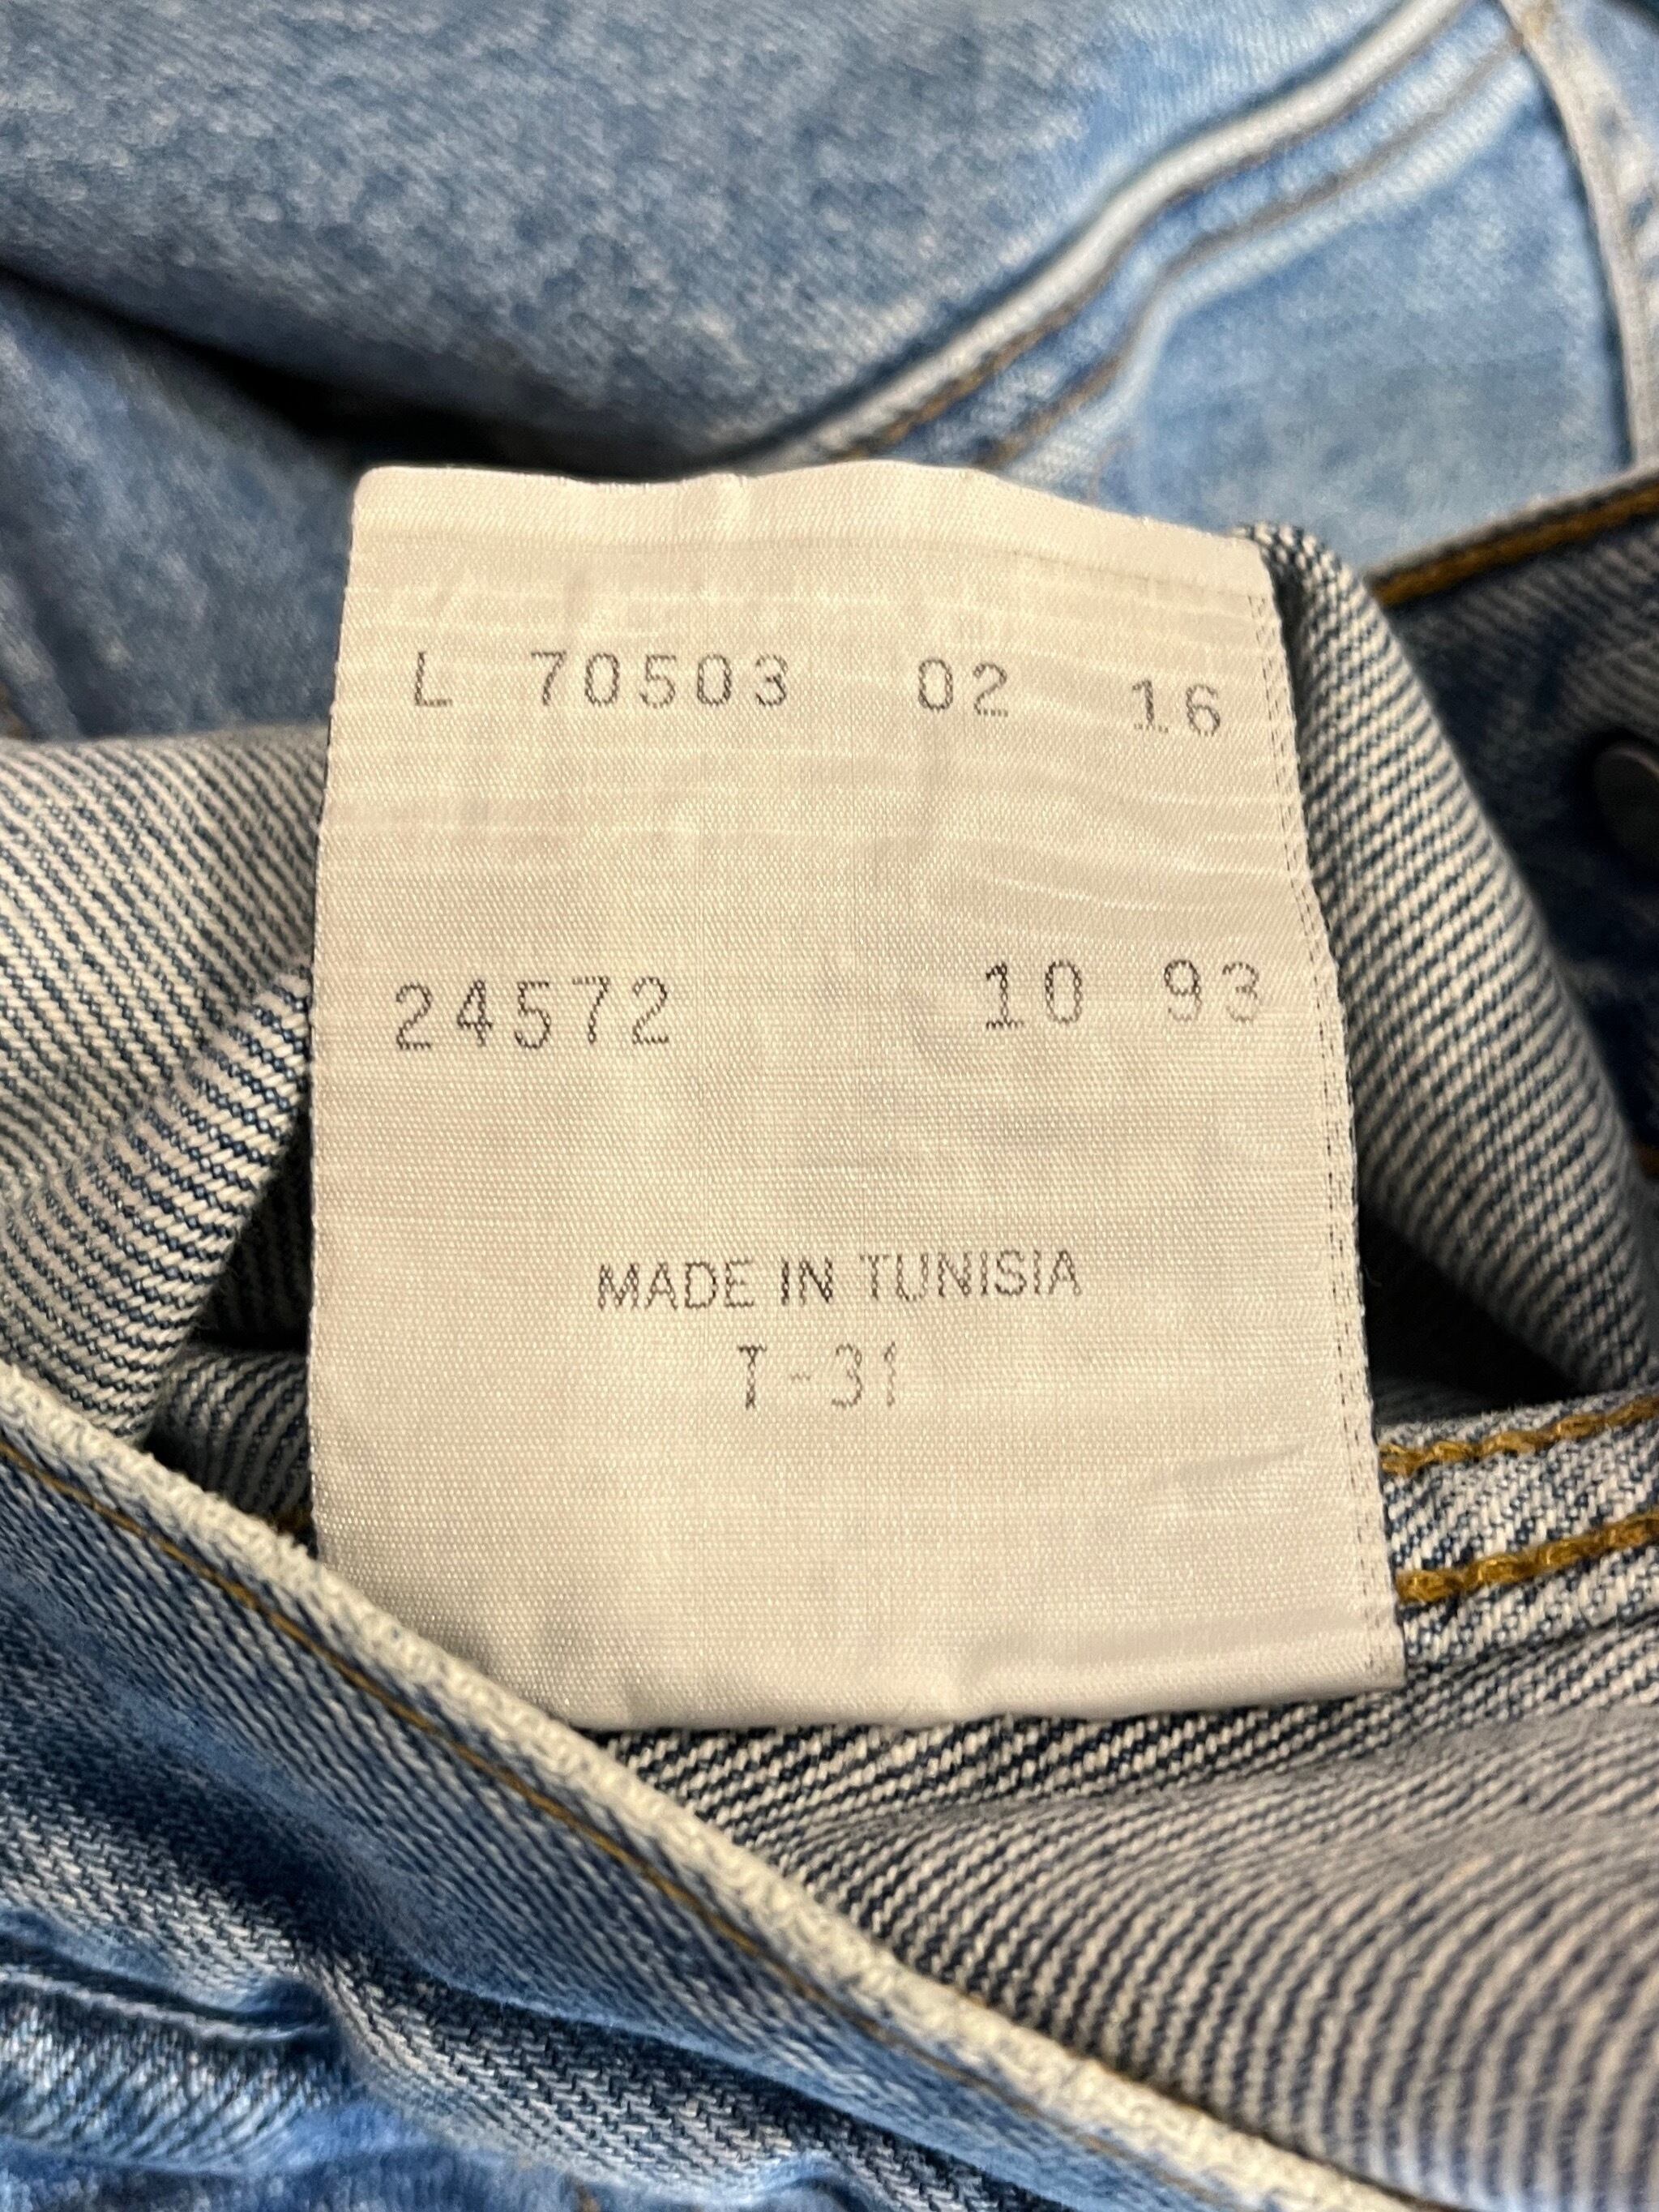 L 70503 02 16
24572 10 93
MADE IN TUNISIA
T-31